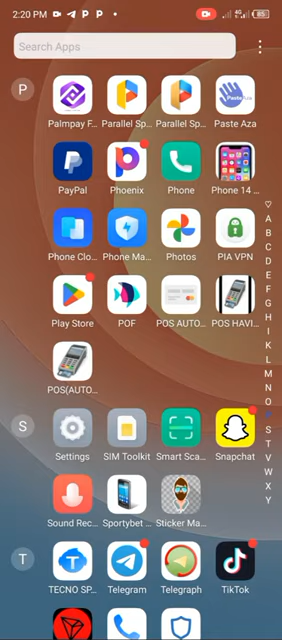 2:20 PM
4G
85
Search Apps
P
Palmpay F...
Parallel Sp...
Parallel Sp...
Paste Aza
PayPal
Phoenix
Phone
Phone 14 ...
Phone Clo...
Phone Ma...
Photos
PIA VPN
Play Store
POF
POS AUTO...
POS HAVI...
POS(AUTO...
S
Settings
SIM Toolkit
Smart Sca...
Snapchat
Sound Rec...
Sportybet ...
Sticker Ma...
T
TECNO SP...
Telegram
Telegraph
TikTok
A
B
C
D
E
F
G
H
I
K
L
M
N
O
P
S
T
V
W
X
Y